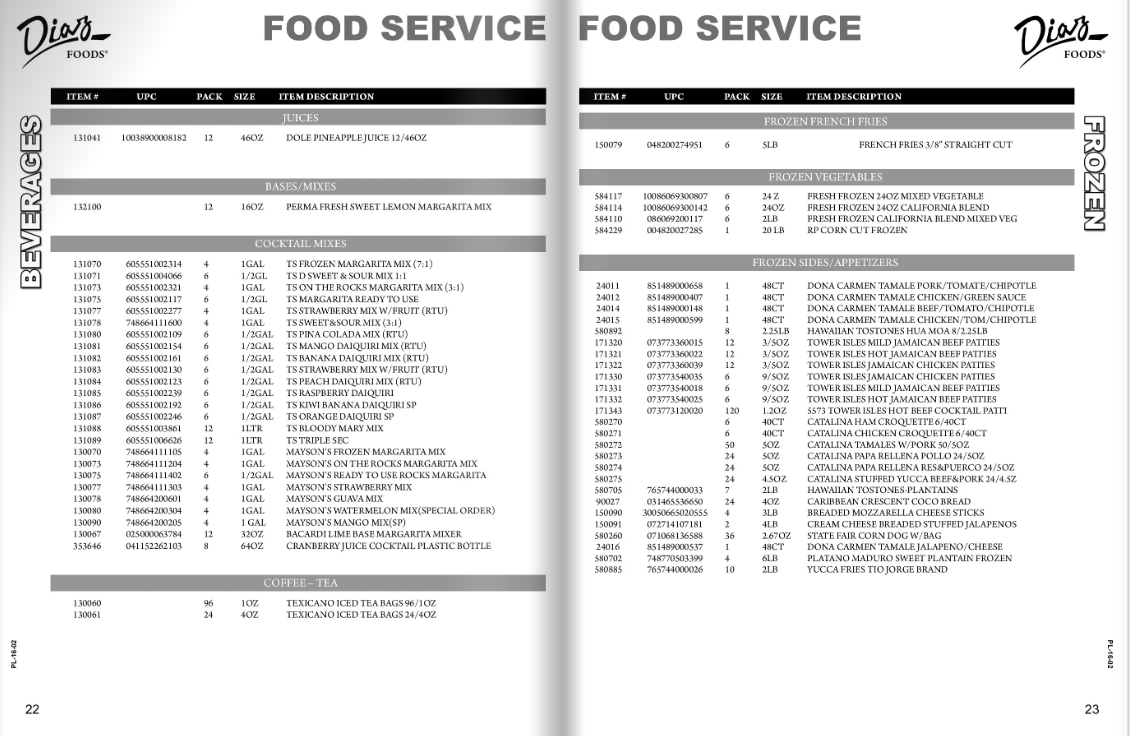 Diaz
FOODS®
FOOD SERVICE
BEVERAGES
ITEM # UPC PACK SIZE ITEM DESCRIPTION
JUICES
131041 10038900008182 12 46OZ DOLE PINEAPPLE JUICE 12/46OZ
BASES/MIXES
132100 12 16OZ PERMA FRESH SWEET LEMON MARGARITA MIX
COCKTAIL MIXES
131070 605551002314 4 1GAL TS FROZEN MARGARITA MIX (7:1)
131071 605551004066 6 1/2GL TS D SWEET & SOUR MIX 1:1
131073 605551002321 4 1GAL TS ON THE ROCKS MARGARITA MIX (3:1)
131075 605551002117 6 1/2GL TS MARGARITA READY TO USE
131077 605551002277 4 1GAL TS STRAWBERRY MIX W/FRUIT (RTU)
131078 748664111600 4 1GAL TS SWEET&SOUR MIX (3:1)
131080 605551002109 6 1/2GAL TS PINA COLADA MIX (RTU)
131081 605551002154 6 1/2GAL TS MANGO DAIQUIRI MIX (RTU)
131082 605551002161 6 1/2GAL TS BANANA DAIQUIRI MIX (RTU)
131083 605551002130 6 1/2GAL TS STRAWBERRY MIX W/FRUIT (RTU)
131084 605551002123 6 1/2GAL TS PEACH DAIQUIRI MIX (RTU)
131085 605551002239 6 1/2GAL TS RASPBERRY DAIQUIRI
131086 605551002192 6 1/2GAL TS KIWI BANANA DAIQUIRI SP
131087 605551002246 6 1/2GAL TS ORANGE DAIQUIRI SP
131088 605551003861 12 1LTR TS BLOODY MARY MIX
131089 605551006626 12 1LTR TS TRIPLE SEC
130070 748664111105 4 1GAL MAYSON'S FROZEN MARGARITA MIX
130073 748664111204 4 1GAL MAYSON'S ON THE ROCKS MARGARITA MIX
130075 748664111402 6 1/2GAL MAYSON'S READY TO USE ROCKS MARGARITA
130077 748664111303 4 1GAL MAYSON'S STRAWBERRY MIX
130078 748664200601 4 1GAL MAYSON'S GUAVA MIX
130080 748664200304 4 1GAL MAYSON'S WATERMELON MIX(SPECIAL ORDER)
130090 748664200205 4 1 GAL MAYSON'S MANGO MIX(SP)
130067 025000063784 12 32OZ BACARDI LIME BASE MARGARITA MIXER
353646 041152262103 8 64OZ CRANBERRY JUICE COCKTAIL PLASTIC BOTTLE
COFFEE – TEA
130060 96 1OZ TEXICANO ICED TEA BAGS 96/1OZ
130061 24 4OZ TEXICANO ICED TEA BAGS 24/4OZ
PL-16-02
22
FOOD SERVICE
Diaz
FOODS®
FROZEN
ITEM # UPC PACK SIZE ITEM DESCRIPTION
FROZEN FRENCH FRIES
150079 048200274951 6 5LB FRENCH FRIES 3/8" STRAIGHT CUT
FROZEN VEGETABLES
584117 10086069300807 6 24 Z FRESH FROZEN 24OZ MIXED VEGETABLE
584114 10086069300142 6 24OZ FRESH FROZEN 24OZ CALIFORNIA BLEND
584110 086069200117 6 2LB FRESH FROZEN CALIFORNIA BLEND MIXED VEG
584229 004820027285 1 20 LB RP CORN CUT FROZEN
FROZEN SIDES/APPETIZERS
24011 851489000658 1 48CT DONA CARMEN TAMALE PORK/TOMATE/CHIPOTLE
24012 851489000407 1 48CT DONA CARMEN TAMALE CHICKEN/GREEN SAUCE
24014 851489000148 1 48CT DONA CARMEN TAMALE BEEF/TOMATO/CHIPOTLE
24015 851489000599 1 48CT DONA CARMEN TAMALE CHICKEN/TOM/CHIPOTLE
580892 8 2.25LB HAWAIIAN TOSTONES HUA MOA 8/2.25LB
171320 073773360015 12 3/5OZ TOWER ISLES MILD JAMAICAN BEEF PATTIES
171321 073773360022 12 3/5OZ TOWER ISLES HOT JAMAICAN BEEF PATTIES
171322 073773360039 12 3/5OZ TOWER ISLES JAMAICAN CHICKEN PATTIES
171330 073773540035 6 9/5OZ TOWER ISLES JAMAICAN CHICKEN PATTIES
171331 073773540018 6 9/5OZ TOWER ISLES MILD JAMAICAN BEEF PATTIES
171332 073773540025 6 9/5OZ TOWER ISLES HOT JAMAICAN BEEF PATTIES
171343 073773120020 120 1.2OZ 5573 TOWER ISLES HOT BEEF COCKTAIL PATTI
580270 6 40CT CATALINA HAM CROQUETTE 6/40CT
580271 6 40CT CATALINA CHICKEN CROQUETTE 6/40CT
580272 50 5OZ CATALINA TAMALES W/PORK 50/5OZ
580273 24 5OZ CATALINA PAPA RELLENA POLLO 24/5OZ
580274 24 5OZ CATALINA PAPA RELLENA RES&PUERCO 24/5OZ
580275 24 4.5OZ CATALINA STUFFED YUCCA BEEF&PORK 24/4.5Z
580705 765744000033 7 2LB HAWAIIAN TOSTONES-PLANTAINS
90027 031465536650 24 4OZ CARIBBEAN CRESCENT COCO BREAD
150090 30050665020555 4 3LB BREADED MOZZARELLA CHEESE STICKS
150091 072714107181 2 4LB CREAM CHEESE BREADED STUFFED JALAPENOS
580260 071068136588 36 2.67OZ STATE FAIR CORN DOG W/BAG
24016 851489000537 1 48CT DONA CARMEN TAMALE JALAPENO/CHEESE
580702 748770503399 4 6LB PLATANO MADURO SWEET PLANTAIN FROZEN
580885 765744000026 10 2LB YUCCA FRIES TIO JORGE BRAND
PL-16-02
23